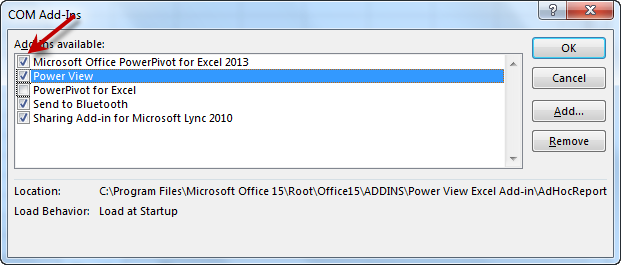 COM Add-Ins
Add-Ins available:
Microsoft Office PowerPivot for Excel 2013
Power View
PowerPivot for Excel
Send to Bluetooth
Sharing Add-in for Microsoft Lync 2010
OK
Cancel
Add...
Remove
Location: C:\Program Files\Microsoft Office 15\Root\Office15\ADDINS\Power View Excel Add-in\AdHocReport
Load Behavior: Load at Startup